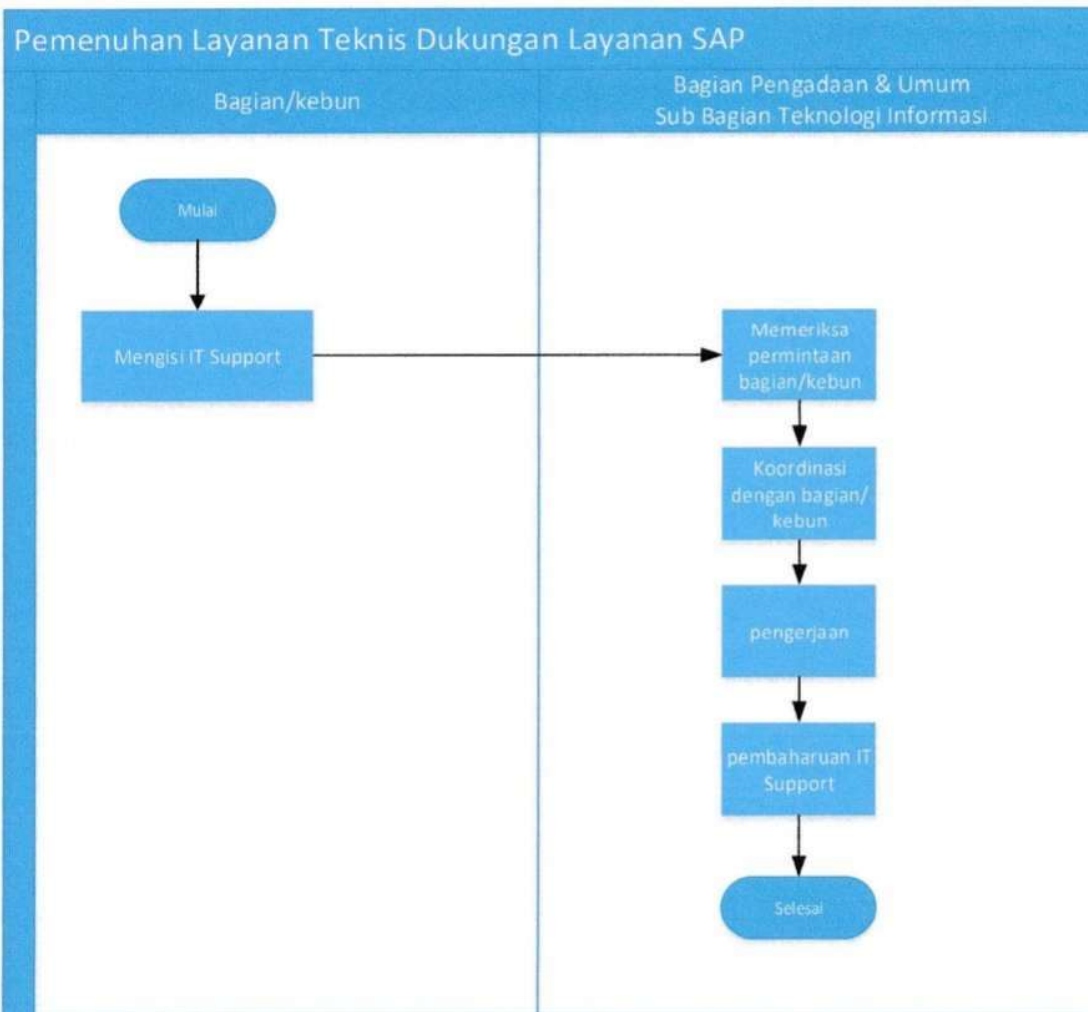 Pemenuhan Layanan Teknis Dukungan Layanan SAP
Bagian/kebun
Bagian Pengadaan & Umum
Sub Bagian Teknologi Informasi
Mulai
Mengisi IT Support
Memeriksa
permintaan
bagian/kebun
Koordinasi
dengan bagian/
kebun
pengerjaan
pembaharuan IT
Support
Selesai